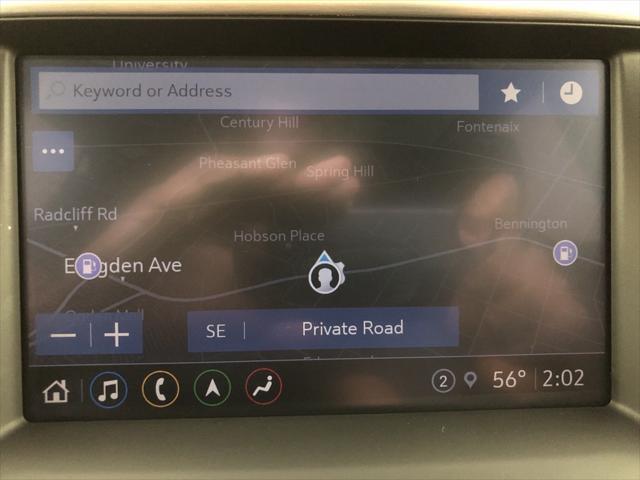 University
Keyword or Address
Century Hill
Fontenaix
Pheasant Glen
Spring Hill
Radcliff Rd
Bennington
Hobson Place
Ave
SE
Private Road
2
56°
2:02